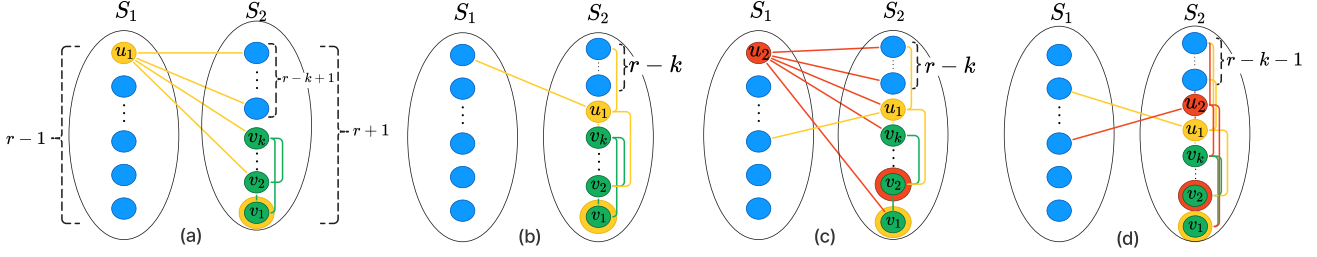 S₁ S₂
u₁
r − k + 1
r − 1
r + 1
vₖ
v₂
v₁
(a)
S₁ S₂
r − k
u₁
vₖ
v₂
v₁
(b)
S₁ S₂
u₂
r − k
u₁
vₖ
v₂
v₁
(c)
S₁ S₂
r − k − 1
u₂
u₁
vₖ
v₂
v₁
(d)